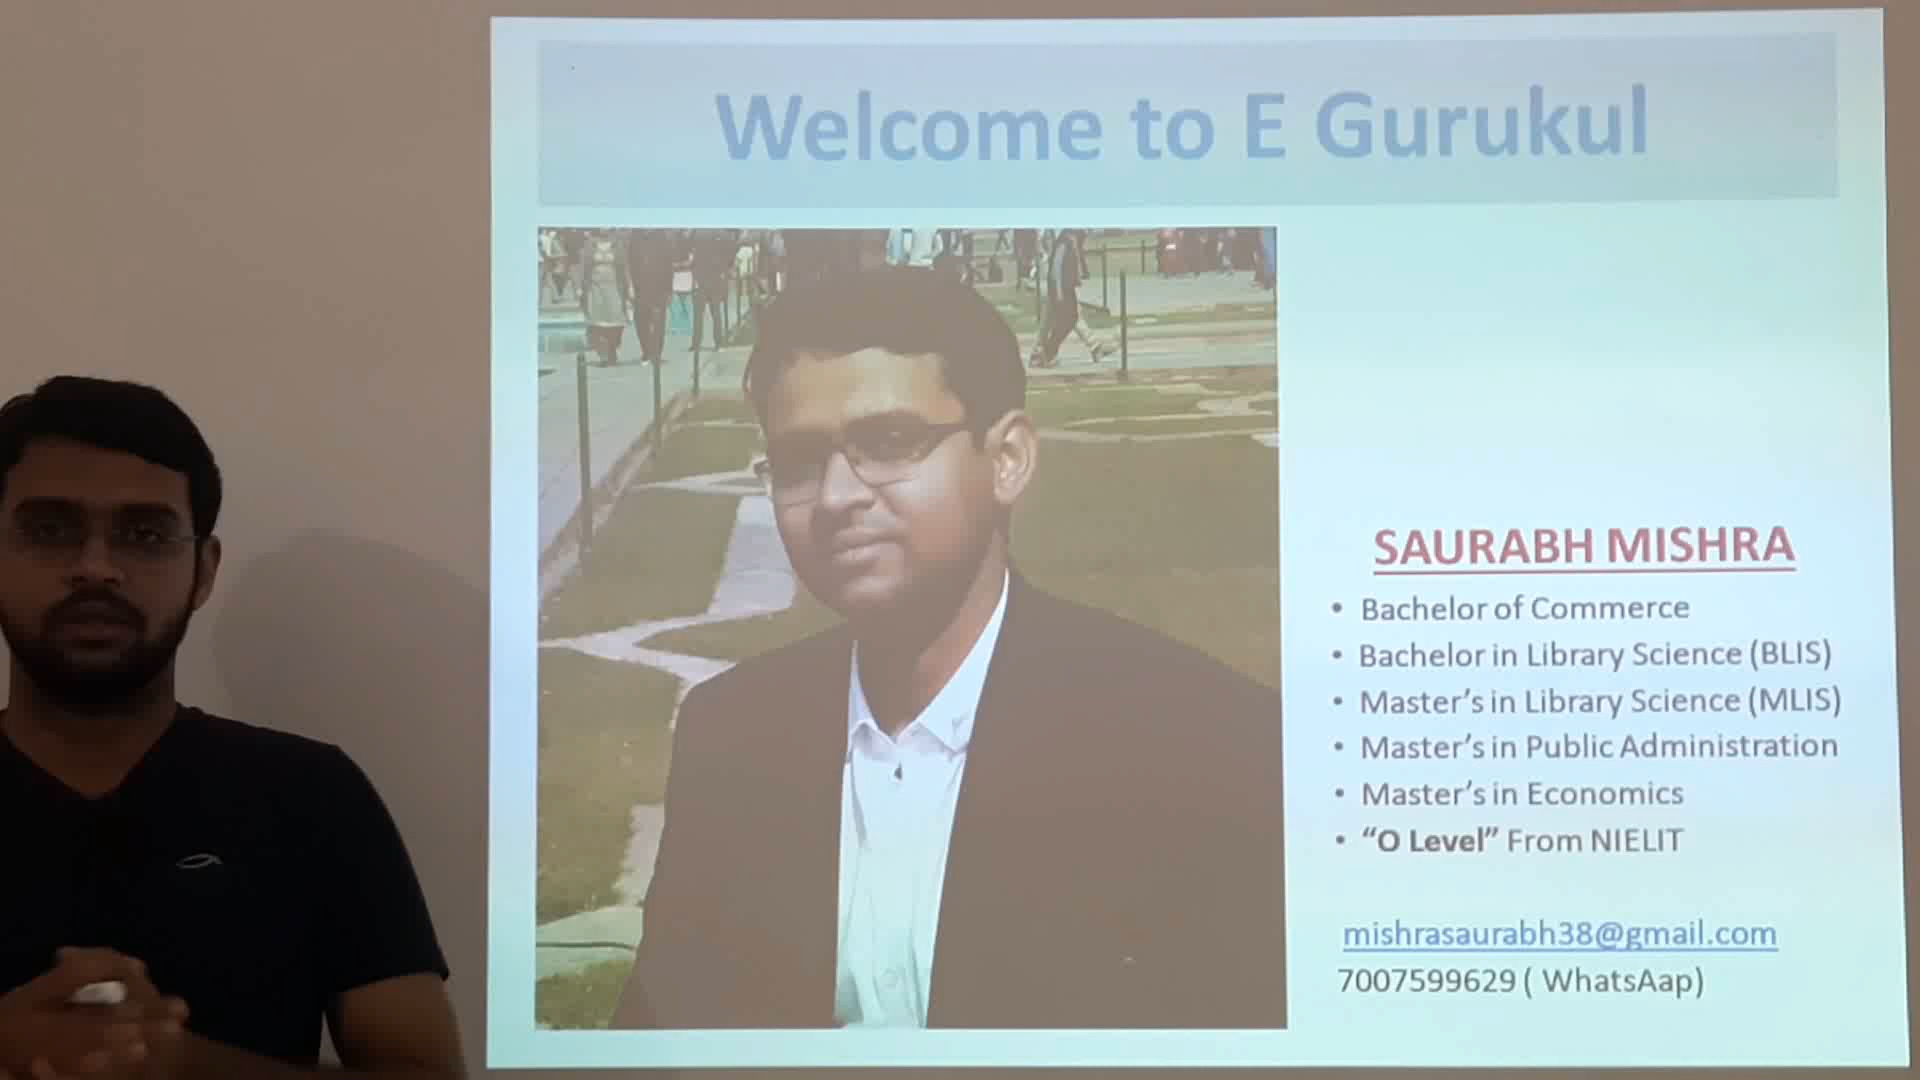 Welcome to E Gurukul
SAURABH MISHRA
• Bachelor of Commerce
• Bachelor in Library Science (BLIS)
• Master's in Library Science (MLIS)
• Master's in Public Administration
• Master's in Economics
• “O Level” From NIELIT
mishrasaurabh38@gmail.com
7007599629 ( WhatsAap)